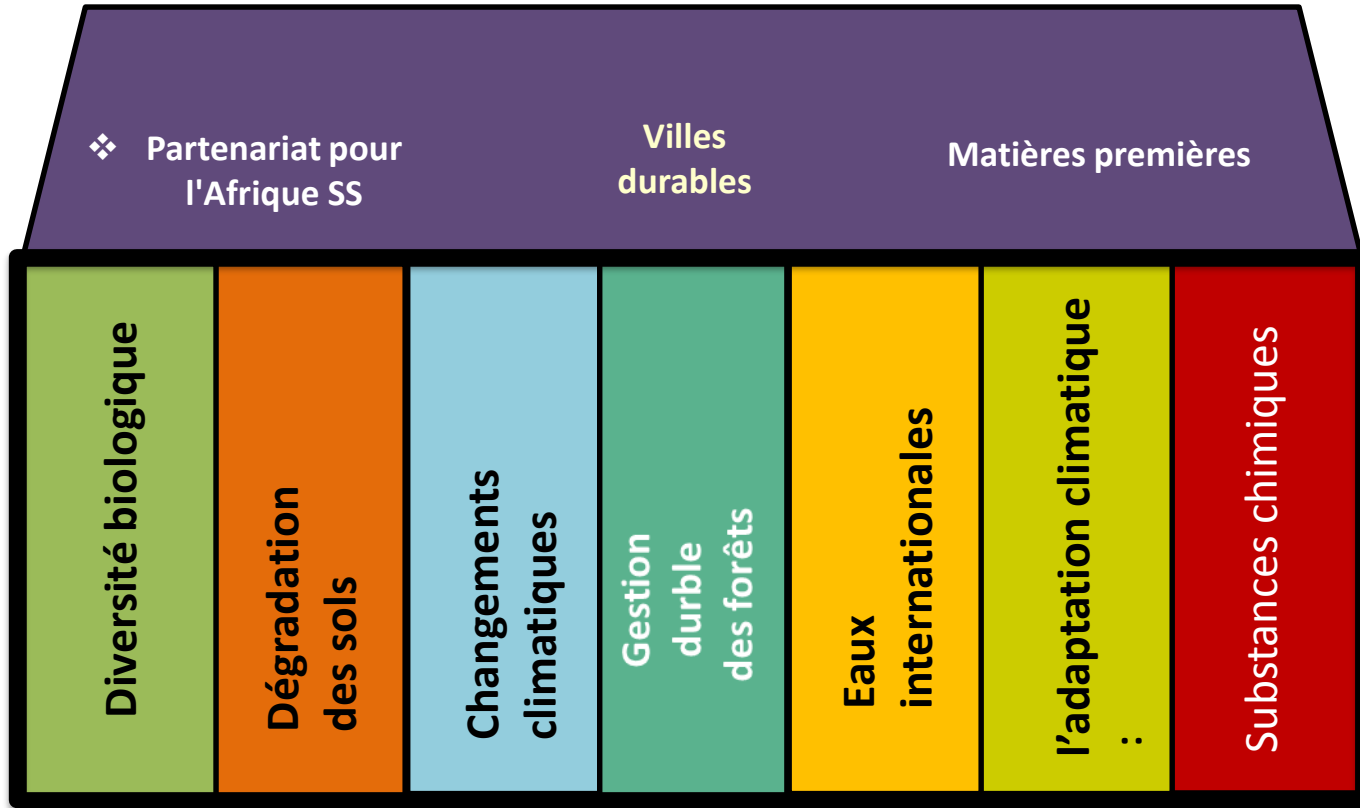 ❖ Partenariat pour
l'Afrique SS
Villes
durables
Matières premières
Diversité biologique
Dégradation
des sols
Changements
climatiques
Gestion
durble
des forêts
Eaux
internationales
l’adaptation climatique
:
Substances chimiques